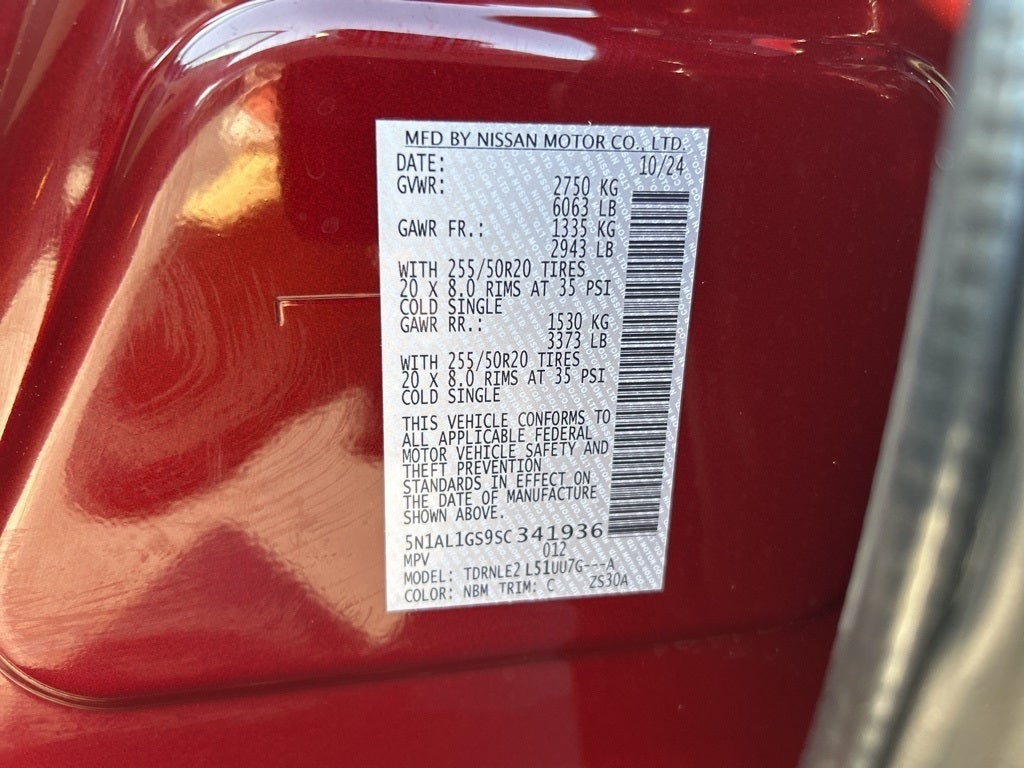 MFD BY NISSAN MOTOR CO., LTD.
DATE: 10/24
GVWR: 2750 KG
6063 LB
GAWR FR.: 1335 KG
2943 LB
WITH 255/50R20 TIRES
20 X 8.0 RIMS AT 35 PSI
COLD SINGLE
GAWR RR.: 1530 KG
3373 LB
WITH 255/50R20 TIRES
20 X 8.0 RIMS AT 35 PSI
COLD SINGLE
THIS VEHICLE CONFORMS TO
ALL APPLICABLE FEDERAL
MOTOR VEHICLE SAFETY AND
THEFT PREVENTION
STANDARDS IN EFFECT ON
THE DATE OF MANUFACTURE
SHOWN ABOVE.
5N1AL1GS9SC 341936
MPV 012
MODEL: TDRNLE2 L51UU7G---A
COLOR: NBM TRIM: C ZS30A